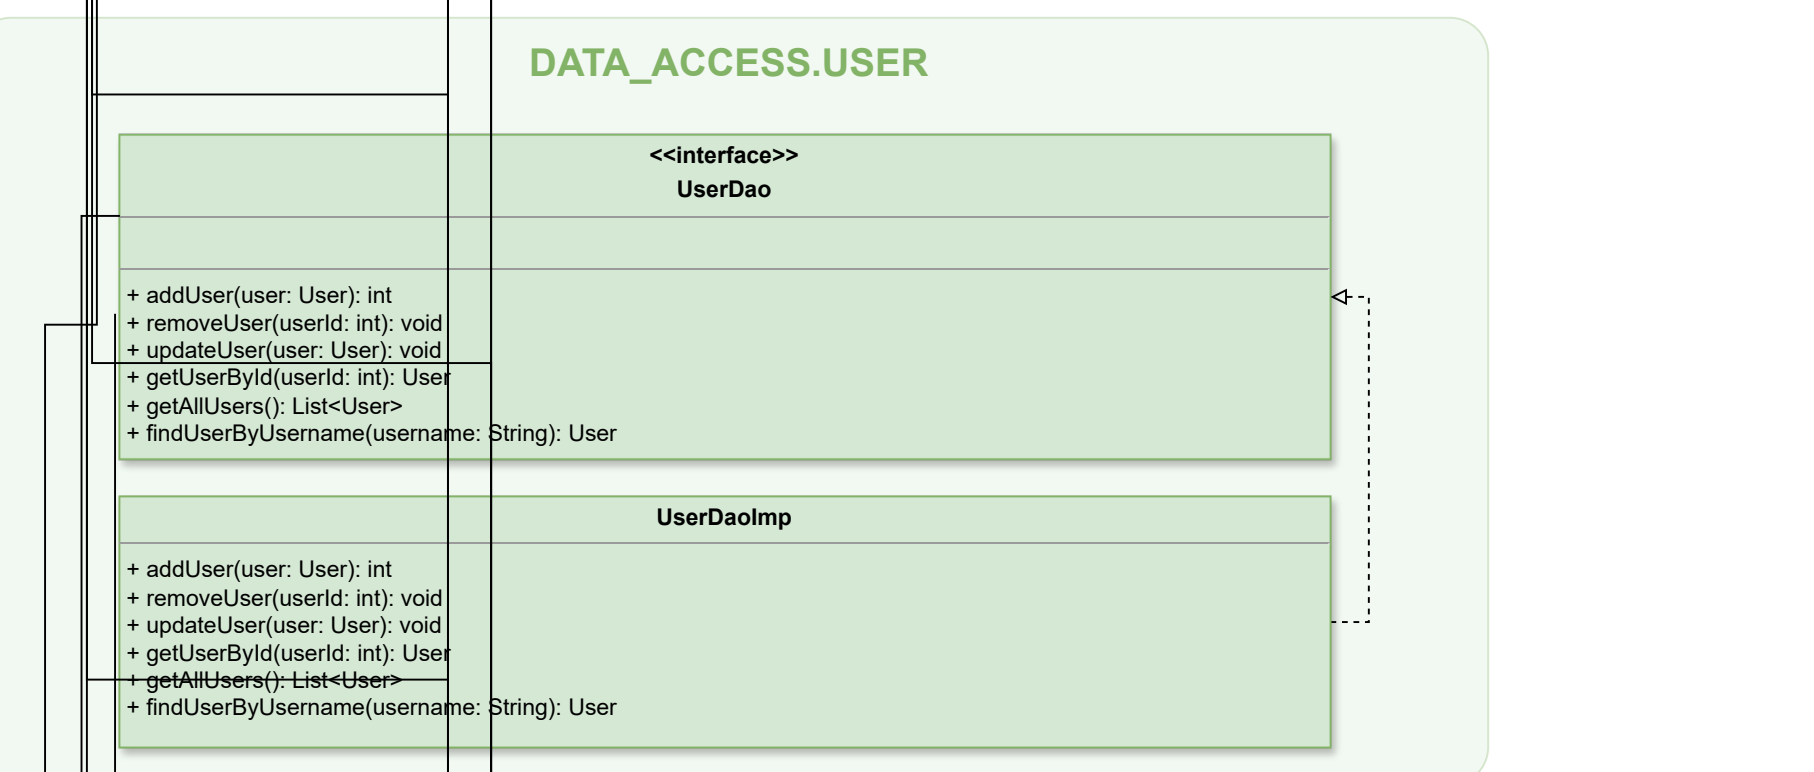 DATA_ACCESS.USER
<<interface>>
UserDao
+ addUser(user: User): int
+ removeUser(userId: int): void
+ updateUser(user: User): void
+ getUserById(userId: int): User
+ getAllUsers(): List<User>
+ findUserByUsername(username: String): User
UserDaoImp
+ addUser(user: User): int
+ removeUser(userId: int): void
+ updateUser(user: User): void
+ getUserById(userId: int): User
+ getAllUsers(): List<User>
+ findUserByUsername(username: String): User